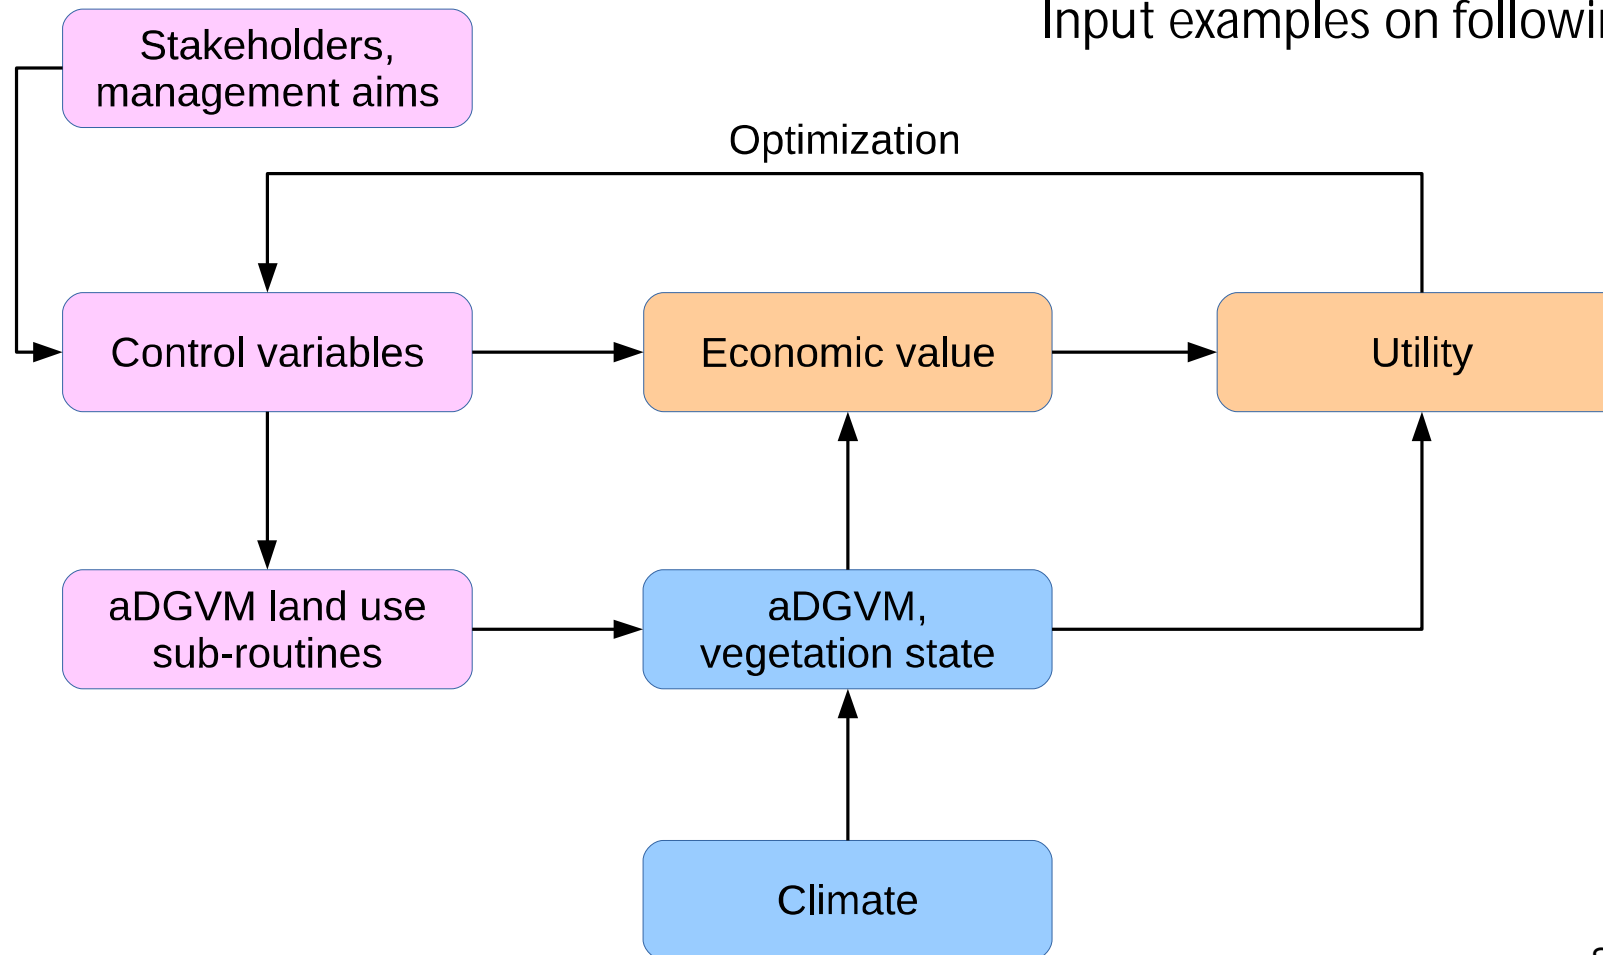 Input examples on
Stakeholders,
management aims
Optimization
Control variables
Economic value
Utility
aDGVM land use
sub-routines
aDGVM,
vegetation state
Climate